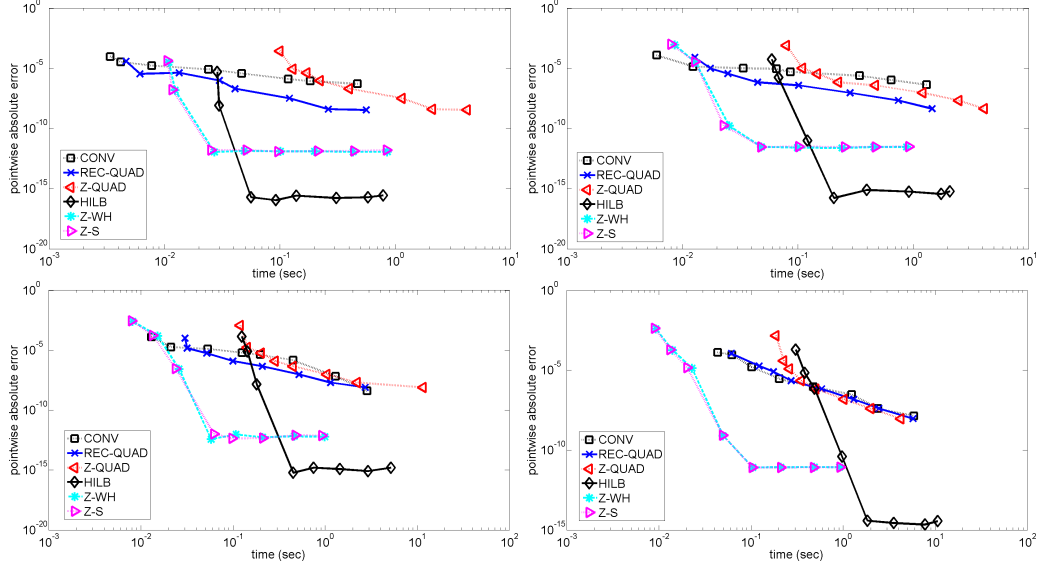 10^0
10^-5
10^-10
10^-15
10^-20
pointwise absolute error
CONV
REC-QUAD
Z-QUAD
HILB
Z-WH
Z-S
10^-3
10^-2
10^-1
10^0
10^1
time (sec)
10^0
10^-5
10^-10
10^-15
10^-20
pointwise absolute error
CONV
REC-QUAD
Z-QUAD
HILB
Z-WH
Z-S
10^-3
10^-2
10^-1
10^0
10^1
time (sec)
10^0
10^-5
10^-10
10^-15
10^-20
pointwise absolute error
CONV
REC-QUAD
Z-QUAD
HILB
Z-WH
Z-S
10^-3
10^-2
10^-1
10^0
10^1
10^2
time (sec)
10^0
10^-5
10^-10
10^-15
pointwise absolute error
CONV
REC-QUAD
Z-QUAD
HILB
Z-WH
Z-S
10^-3
10^-2
10^-1
10^0
10^1
10^2
time (sec)